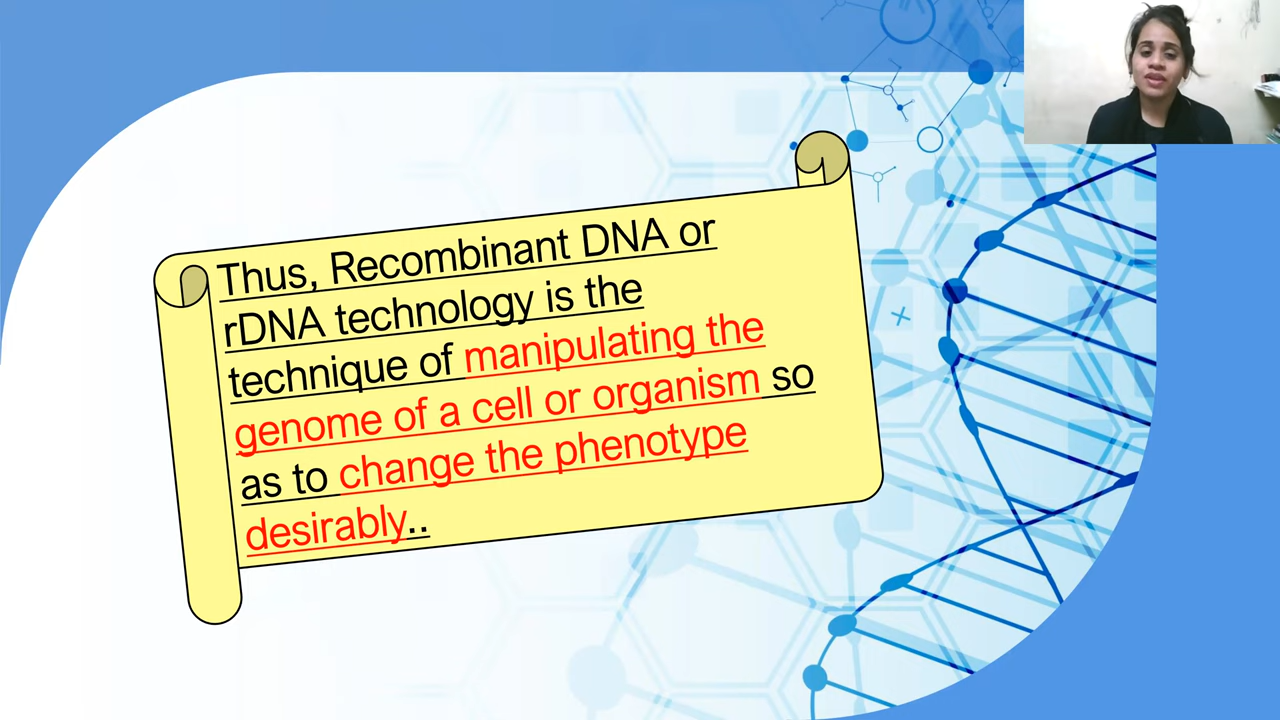 Thus, Recombinant DNA or
rDNA technology is the
technique of manipulating the
genome of a cell or organism so
as to change the phenotype
desirably..